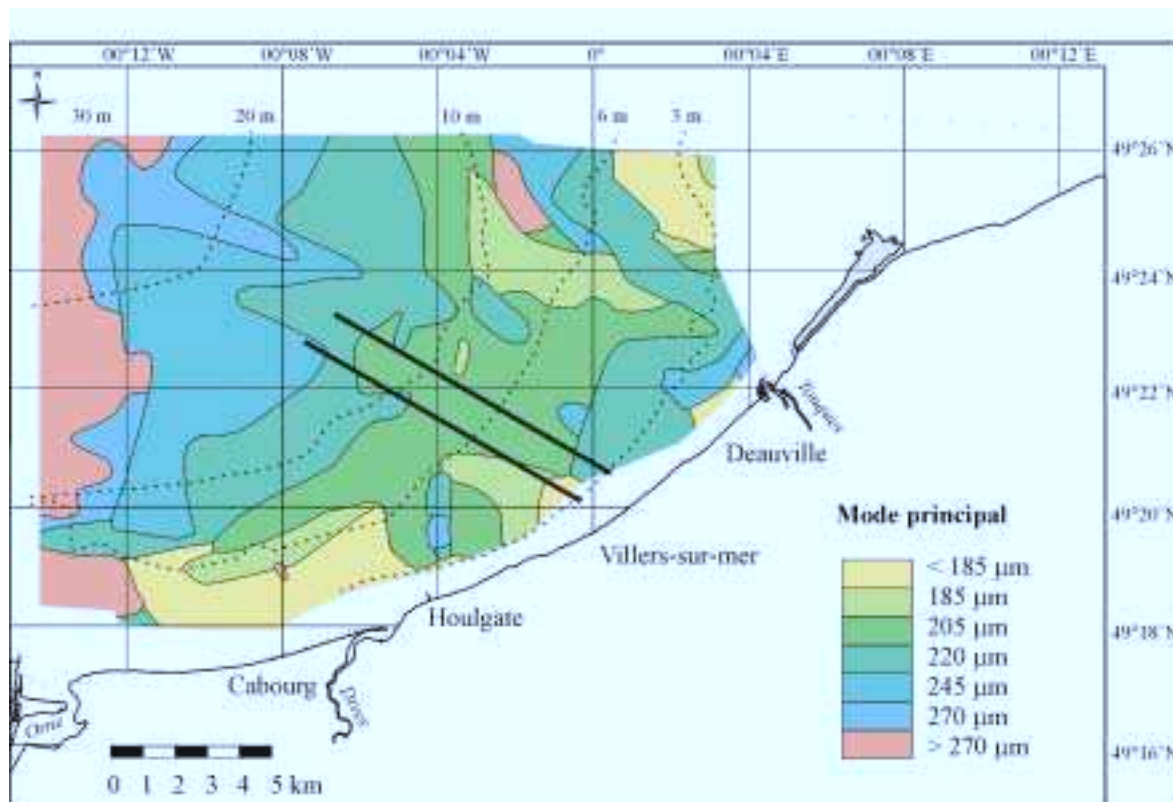 00°12'W 00°08'W 00°04'W 0° 00°04'E 00°08'E 00°12'E
N
30 m 20 m 10 m 6 m 3 m
49°26'N
49°24'N
49°22'N
Touques
Deauville
49°20'N
Mode principal
Villers-sur-mer
< 185 µm
185 µm
Houlgate
205 µm
49°18'N
220 µm
Cabourg
245 µm
Dives
270 µm
Orne
> 270 µm
49°16'N
0 1 2 3 4 5 km